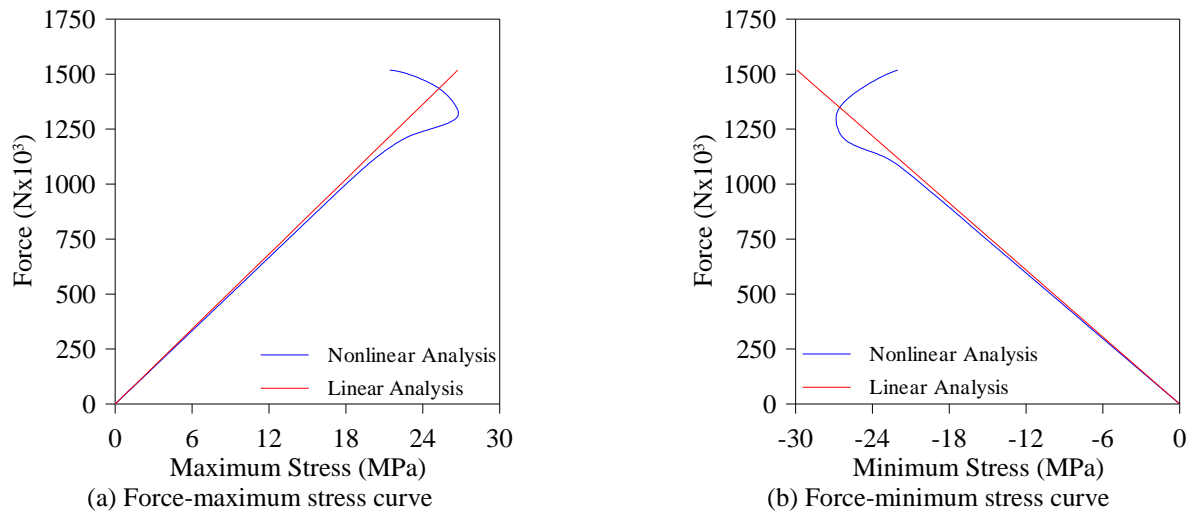 1750
1500
1250
1000
750
500
250
0
Force (Nx10³)
Nonlinear Analysis
Linear Analysis
0 6 12 18 24 30
Maximum Stress (MPa)
(a) Force-maximum stress curve
1750
1500
1250
1000
750
500
250
0
Force (Nx10³)
Nonlinear Analysis
Linear Analysis
-30 -24 -18 -12 -6 0
Minimum Stress (MPa)
(b) Force-minimum stress curve